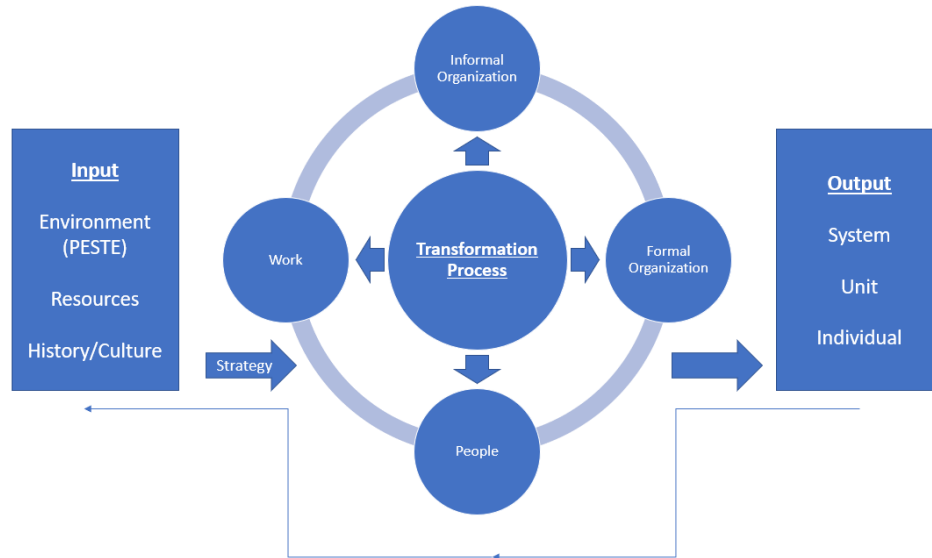 Informal
Organization
Input
Environment
(PESTE)
Resources
History/Culture
Strategy
Work
Transformation
Process
Formal
Organization
People
Output
System
Unit
Individual